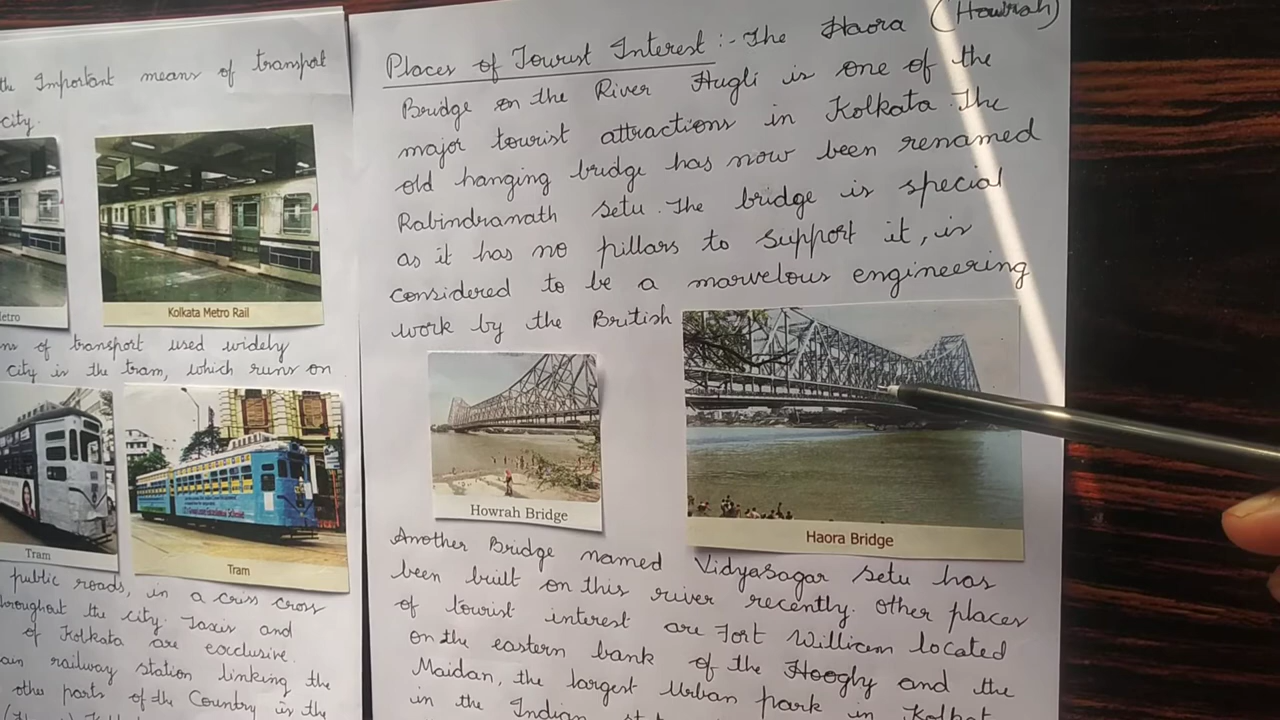 the Important means of transport
city.
etro
Kolkata Metro Rail
of transport used widely
city is the tram, which runs on
Tram
Tram
public roads, in a criss cross
throughout the city. Taxis and
of Kolkata are exclusive.
railway station linking the
other parts of the Country is the
Places of Tourist Interest :- The Haora (Howrah)
Bridge on the River Hugli is one of the
major tourist attractions in Kolkata. The
old hanging bridge has now been renamed
Rabindranath Setu. The bridge is special
as it has no pillars to support it, is
considered to be a marvelous engineering
work by the British
Howrah Bridge
Haora Bridge
Another Bridge named VidyaSagar Setu has
been built on this river recently. Other places
of tourist interest are Fort William located
on the eastern bank of the Hooghly and the
Maidan, the largest Urban park in Kolkat
in the Indian